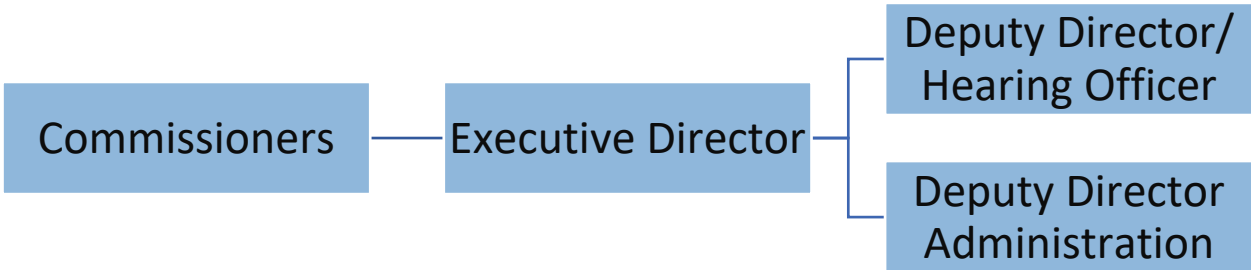 Commissioners
Executive Director
Deputy Director/
Hearing Officer
Deputy Director
Administration